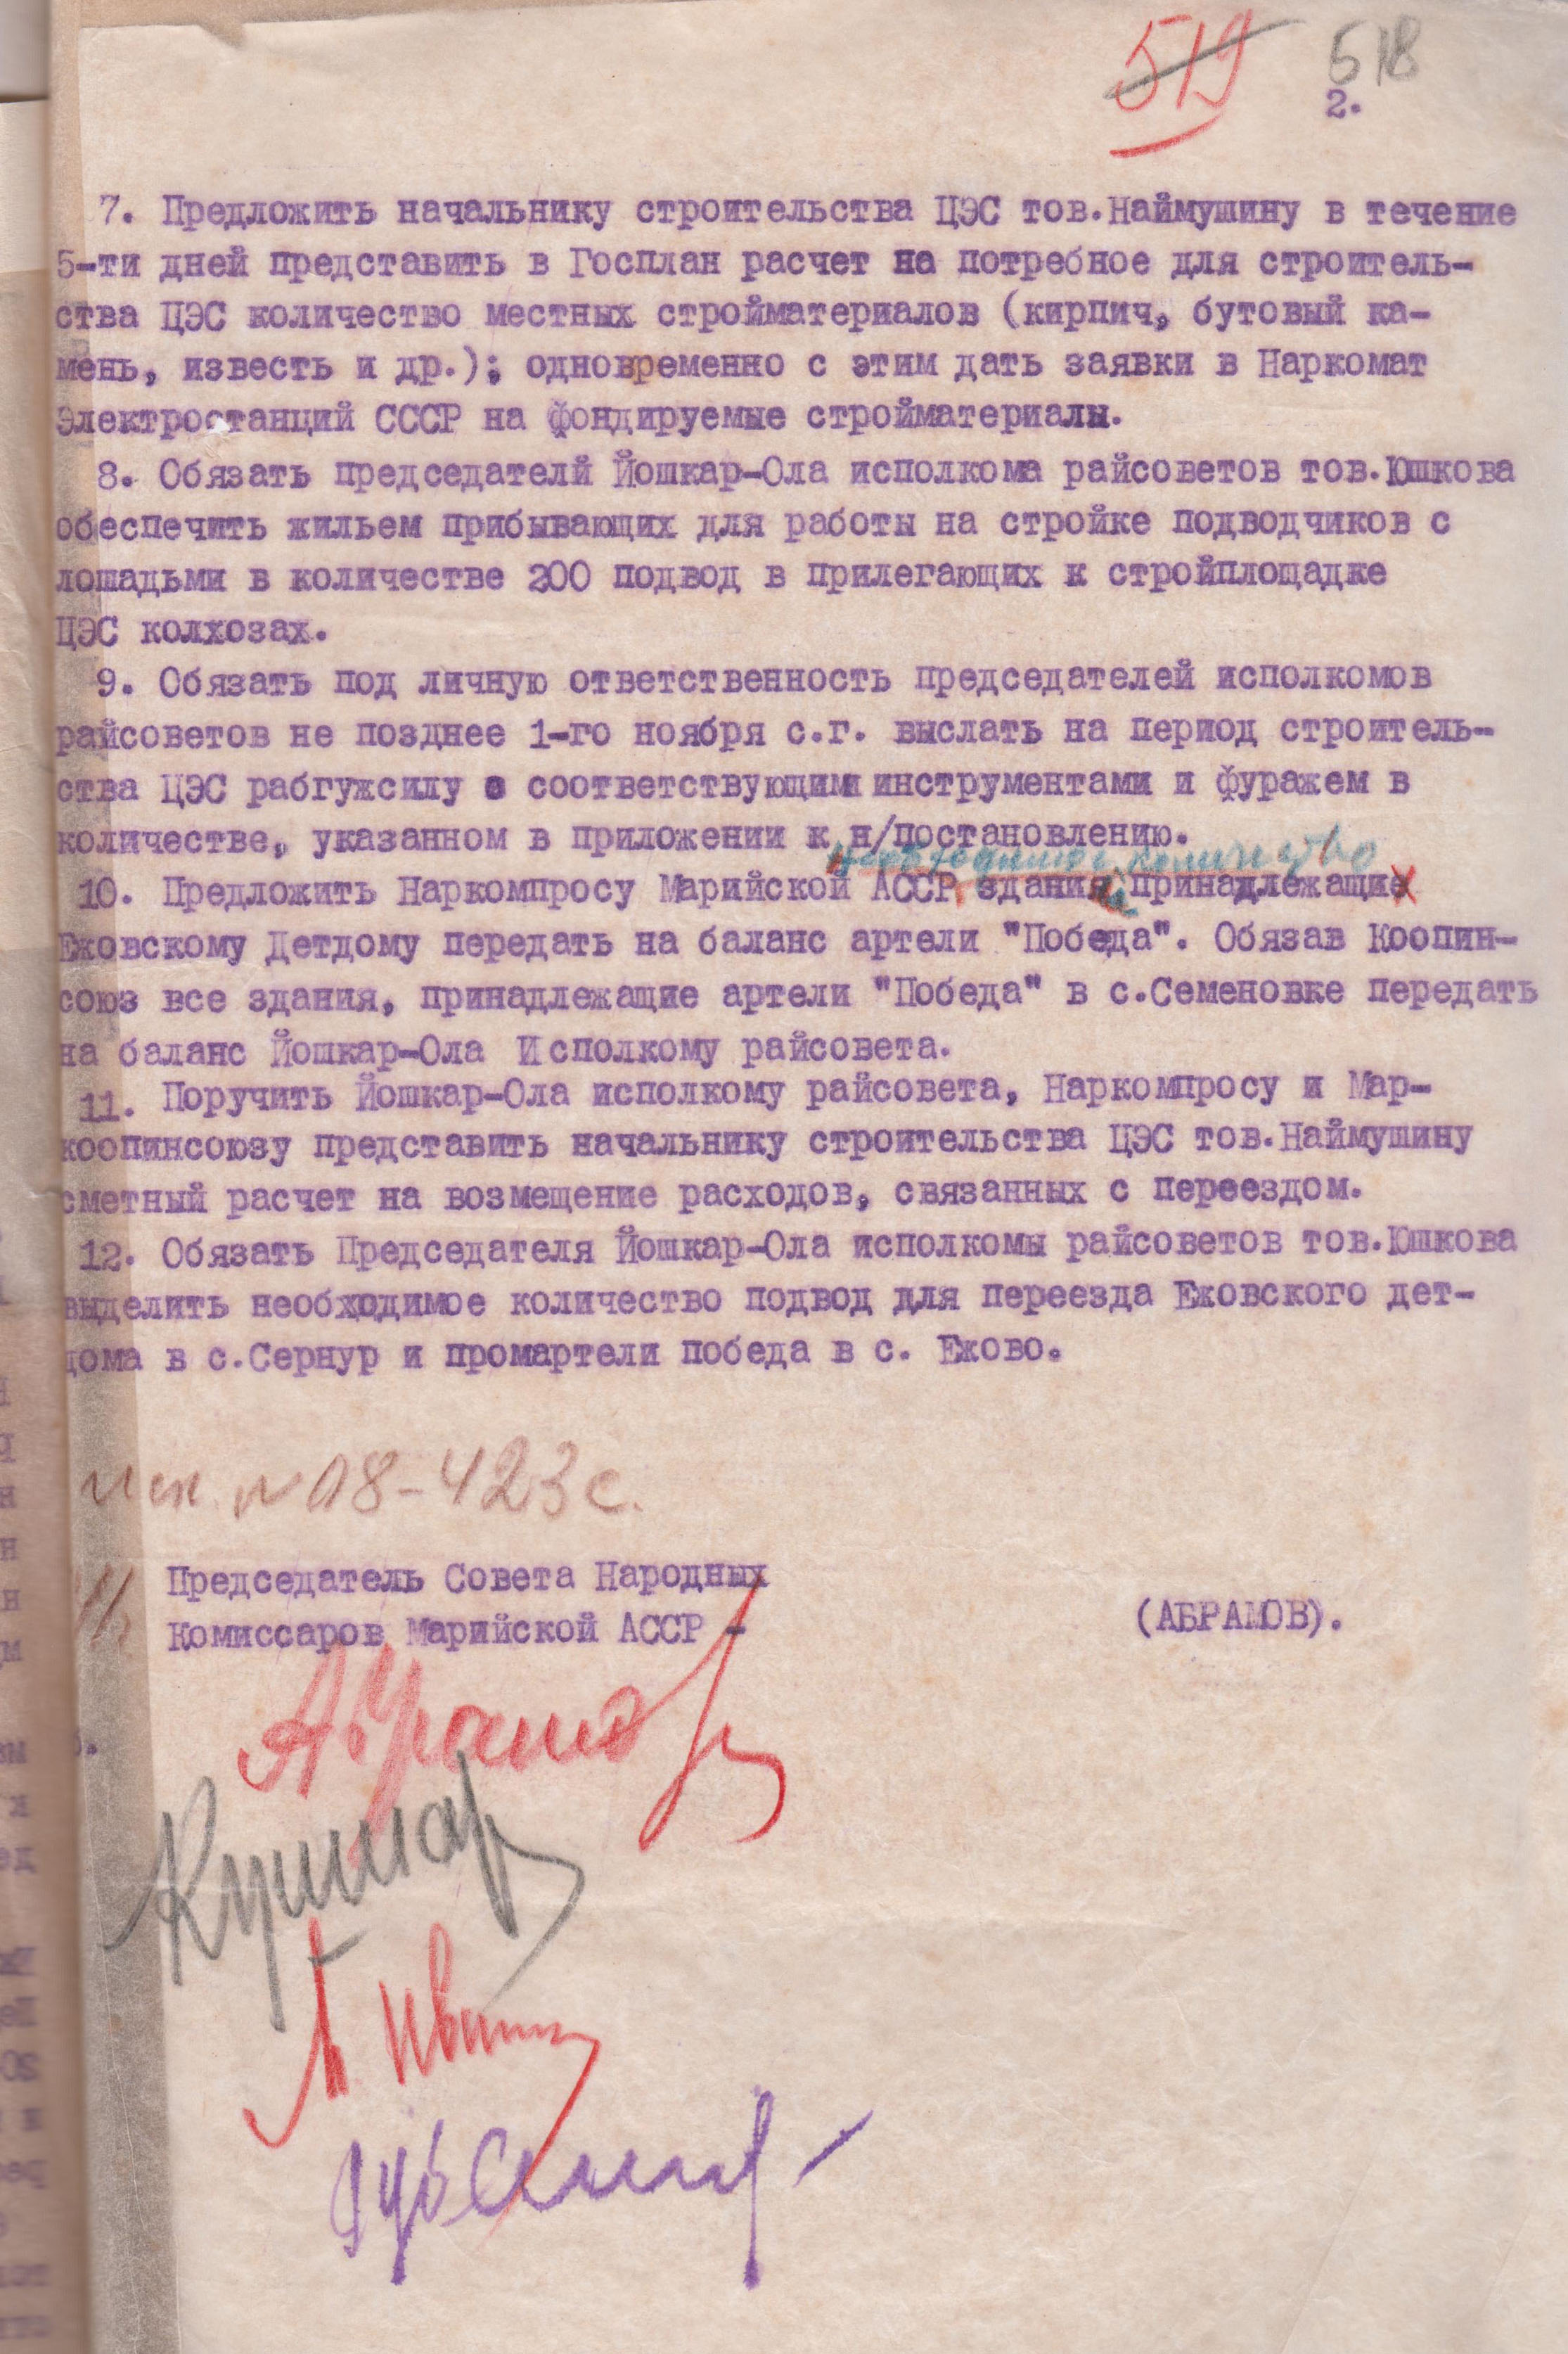 519 518
2.
7. Предложить начальнику строительства ЦЭС тов.Наймушину в течение
5-ти дней представить в Госплан расчет на потребное для строитель-
ства ЦЭС количество местных стройматериалов (кирпич, бутовый ка-
мень, известь и др.); одновременно с этим дать заявки в Наркомат
Электростанций СССР на фондируемые стройматериалы.
8. Обязать председателй Йошкар-Ола исполкома райсоветов тов.Юшкова
обеспечить жильем прибывающих для работы на стройке подводчиков с
лошадьми в количестве 200 подвод в прилегающих к стройплощадке
ЦЭС колхозах.
9. Обязать под личную ответственность председателей исполкомов
райсоветов не позднее 1-го ноября с.г. выслать на период строитель-
ства ЦЭС рабгужсилу с соответствующими инструментами и фуражем в
количестве, указанном в приложении к н/постановлению.
необходимое количество
10. Предложить Наркомпросу Марийской АССР, здания, принадлежащие
Ежовскому Детдому передать на баланс артели "Победа". Обязав Коопин-
союз все здания, принадлежащие артели "Победа" в с.Семеновке передать
на баланс Йошкар-Ола Исполкому райсовета.
11. Поручить Йошкар-Ола исполкому райсовета, Наркомпросу и Мар-
коопинсоюзу представить начальнику строительства ЦЭС тов.Наймушину
сметный расчет на возмещение расходов, связанных с переездом.
12. Обязать Председателя Йошкар-Ола исполкомы райсоветов тов.Юшкова
выделить необходимое количество подвод для переезда Ежовского дет-
дома в с.Сернур и промартели победа в с. Ежово.
исх. № 08-423 с.
Председатель Совета Народных
Комиссаров Марийской АССР - (АБРАМОВ).
Абрамов